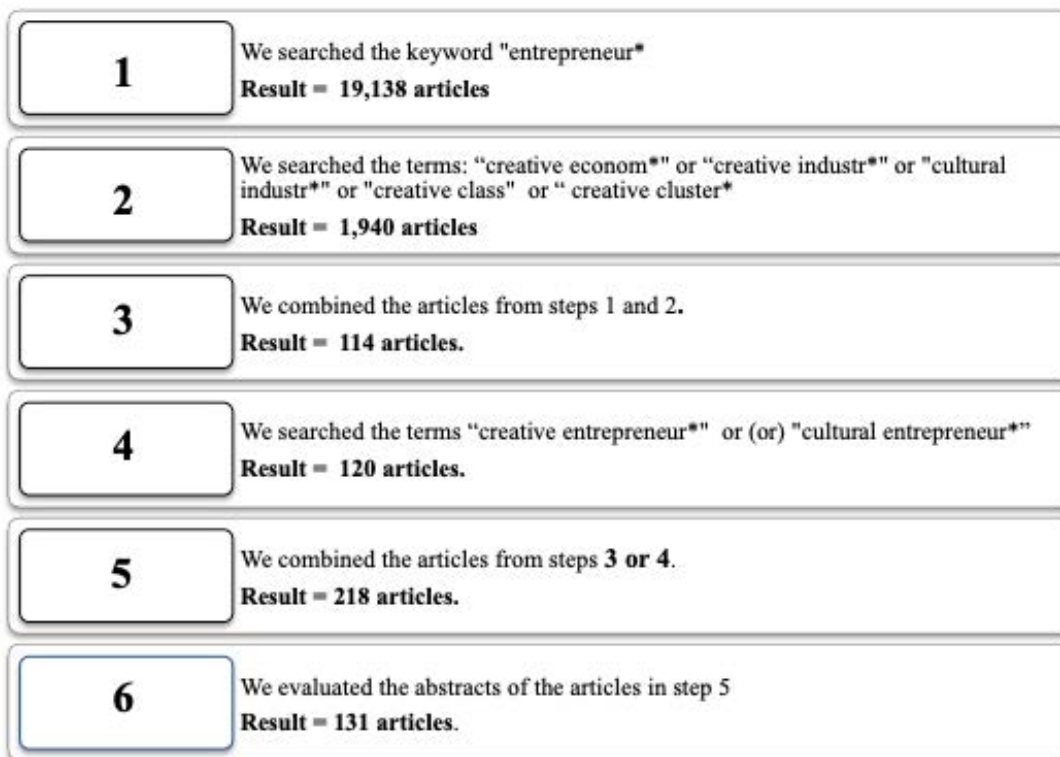 1
We searched the keyword "entrepreneur*
Result = 19,138 articles
2
We searched the terms: “creative econom*" or “creative industr*" or "cultural
industr*" or "creative class"  or “ creative cluster*
Result = 1,940 articles
3
We combined the articles from steps 1 and 2.
Result = 114 articles.
4
We searched the terms “creative entrepreneur*"  or (or) "cultural entrepreneur*”
Result = 120 articles.
5
We combined the articles from steps 3 or 4.
Result = 218 articles.
6
We evaluated the abstracts of the articles in step 5
Result = 131 articles.